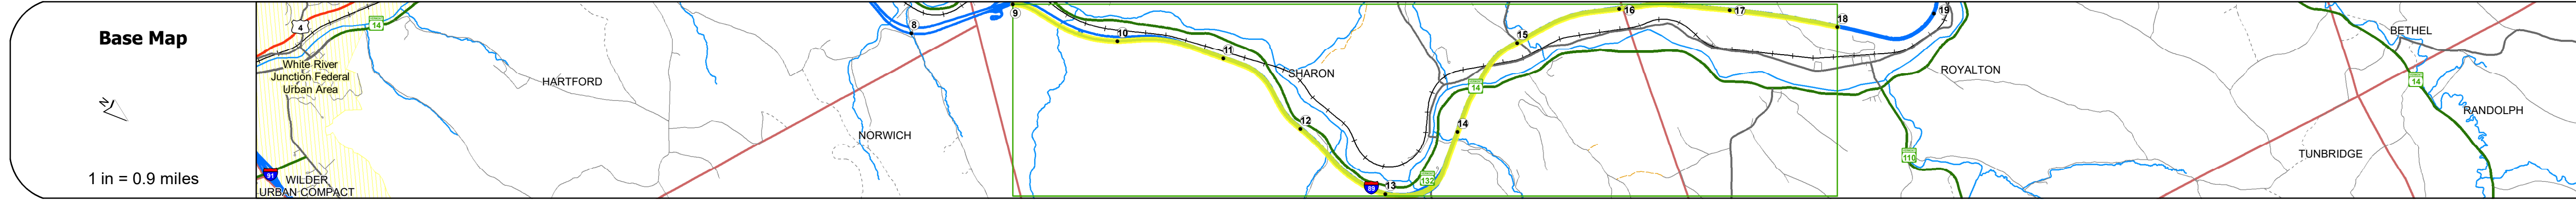 Base Map
N
1 in = 0.9 miles
4
14
White River
Junction Federal
Urban Area
91
WILDER
URBAN COMPACT
HARTFORD
NORWICH
8
9
10
11
12
13
89
132
SHARON
14
14
15
16
17
18
19
ROYALTON
110
BETHEL
14
RANDOLPH
TUNBRIDGE